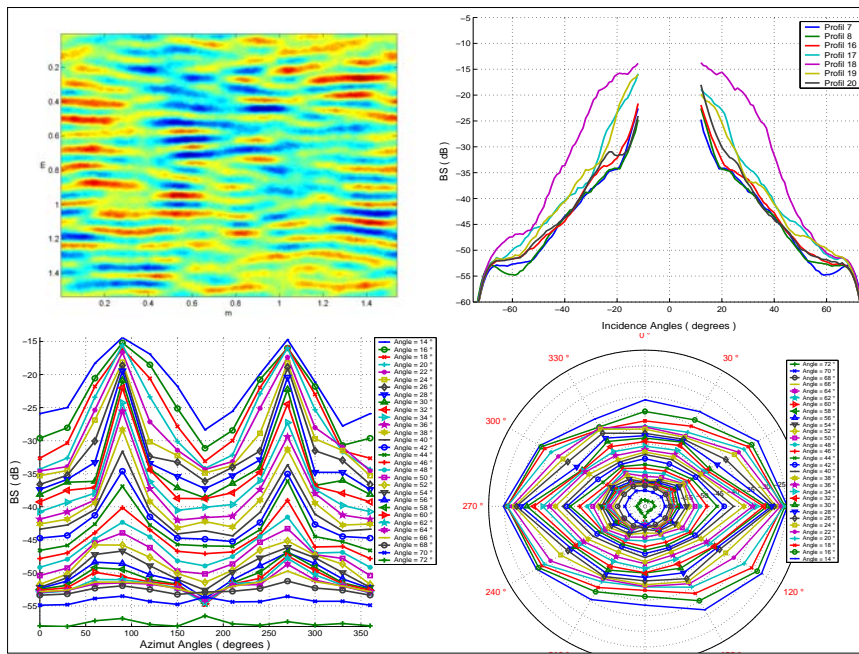 0.2
0.4
0.6
0.8
1
1.2
1.4
m
0.2 0.4 0.6 0.8 1 1.2 1.4
m
−5
−10
−15
−20
−25
−30
−35
−40
−45
−50
−55
−60
BS ( dB )
−60 −40 −20 0 20 40 60
Incidence Angles ( degrees )
Profil 7
Profil 8
Profil 16
Profil 17
Profil 18
Profil 19
Profil 20
−15
−20
−25
−30
−35
−40
−45
−50
−55
BS ( dB )
0 50 100 150 200 250 300 350
Azimut Angles ( degrees )
Angle = 14 °
Angle = 16 °
Angle = 18 °
Angle = 20 °
Angle = 22 °
Angle = 24 °
Angle = 26 °
Angle = 28 °
Angle = 30 °
Angle = 32 °
Angle = 34 °
Angle = 36 °
Angle = 38 °
Angle = 40 °
Angle = 42 °
Angle = 44 °
Angle = 46 °
Angle = 48 °
Angle = 50 °
Angle = 52 °
Angle = 54 °
Angle = 56 °
Angle = 58 °
Angle = 60 °
Angle = 62 °
Angle = 64 °
Angle = 66 °
Angle = 68 °
Angle = 70 °
Angle = 72 °
0 °
330 ° 30 °
300 °
270 °
240 ° 120 °
Angle = 72 °
Angle = 70 °
Angle = 68 °
Angle = 66 °
Angle = 64 °
Angle = 62 °
Angle = 60 °
Angle = 58 °
Angle = 56 °
Angle = 54 °
Angle = 52 °
Angle = 50 °
Angle = 48 °
Angle = 46 °
Angle = 44 °
Angle = 42 °
Angle = 40 °
Angle = 38 °
Angle = 36 °
Angle = 34 °
Angle = 32 °
Angle = 30 °
Angle = 28 °
Angle = 26 °
Angle = 24 °
Angle = 22 °
Angle = 20 °
Angle = 18 °
Angle = 16 °
Angle = 14 °